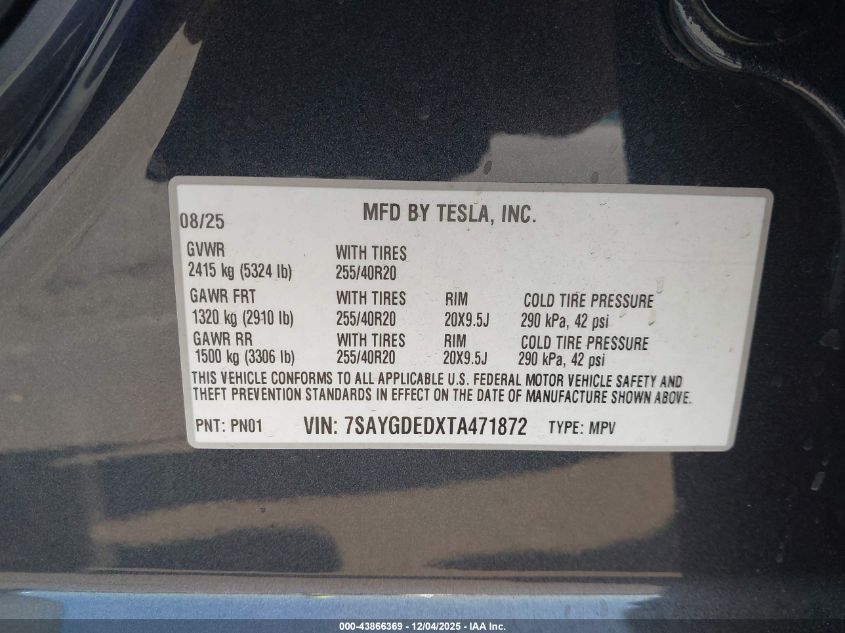 08/25 MFD BY TESLA, INC.
GVWR WITH TIRES
2415 kg (5324 lb) 255/40R20
GAWR FRT WITH TIRES RIM COLD TIRE PRESSURE
1320 kg (2910 lb) 255/40R20 20X9.5J 290 kPa, 42 psi
GAWR RR WITH TIRES RIM COLD TIRE PRESSURE
1500 kg (3306 lb) 255/40R20 20X9.5J 290 kPa, 42 psi
THIS VEHICLE CONFORMS TO ALL APPLICABLE U.S. FEDERAL MOTOR VEHICLE SAFETY AND
THEFT PREVENTION STANDARDS IN EFFECT ON THE DATE OF MANUFACTURE SHOWN ABOVE.
PNT: PN01 VIN: 7SAYGDEDXTA471872 TYPE: MPV
000-43866369 - 12/04/2025 - IAA Inc.